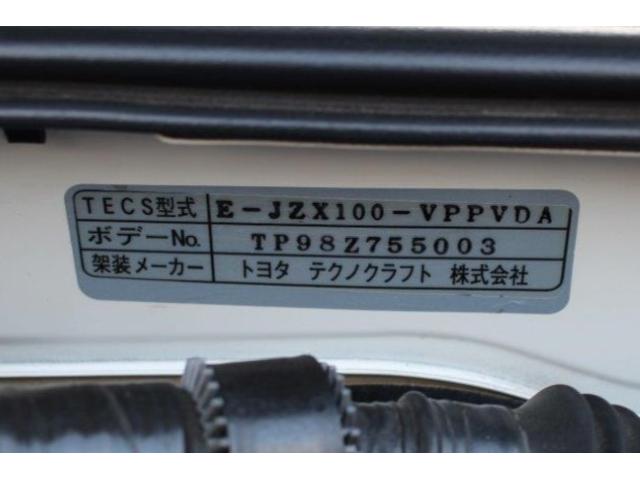 TECS型式 E-JZX100-VPPVDA
ボデーNo. TP98Z755003
架装メーカー トヨタ テクノクラフト 株式会社